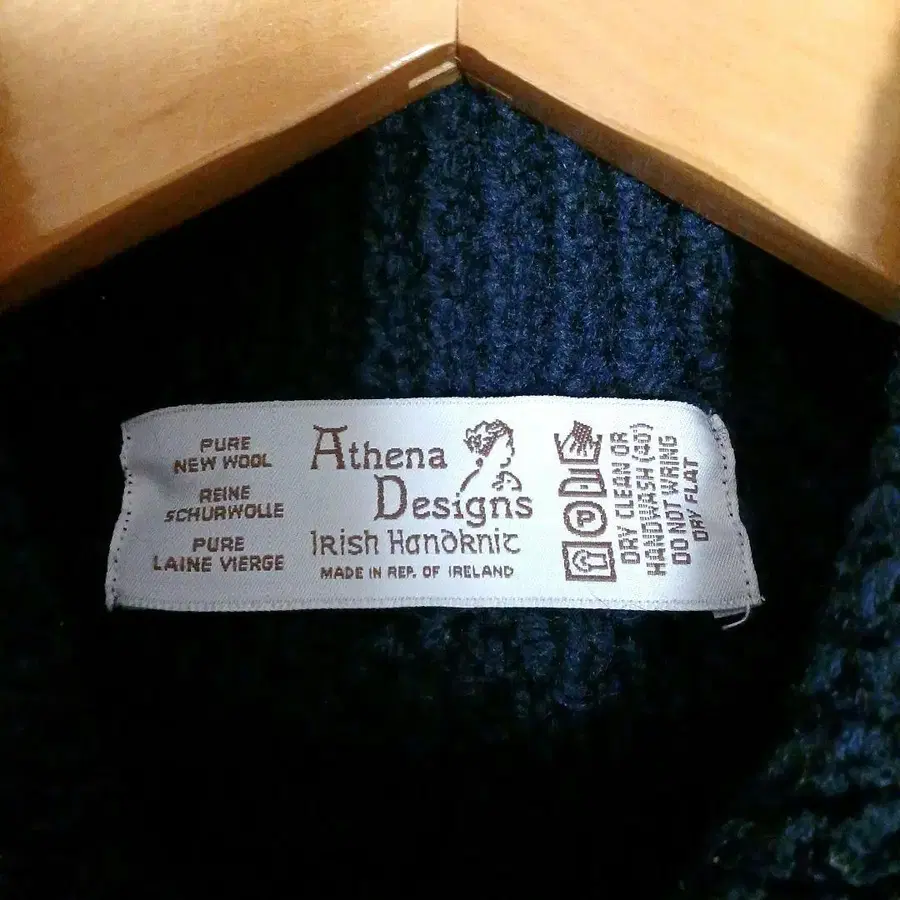 PURE
NEW WOOL
REINE
SCHURWOLLE
PURE
LAINE VIERGE
Athena
Designs
Irish Handknit
MADE IN REP. OF IRELAND
P
DRY CLEAN OR
HANDWASH (40°)
DO NOT WRING
DRY FLAT